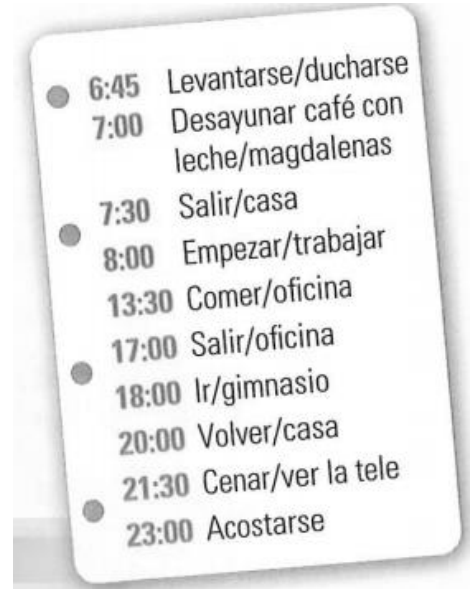 6:45 Levantarse/ducharse
7:00 Desayunar café con
leche/magdalenas
7:30 Salir/casa
8:00 Empezar/trabajar
13:30 Comer/oficina
17:00 Salir/oficina
18:00 Ir/gimnasio
20:00 Volver/casa
21:30 Cenar/ver la tele
23:00 Acostarse